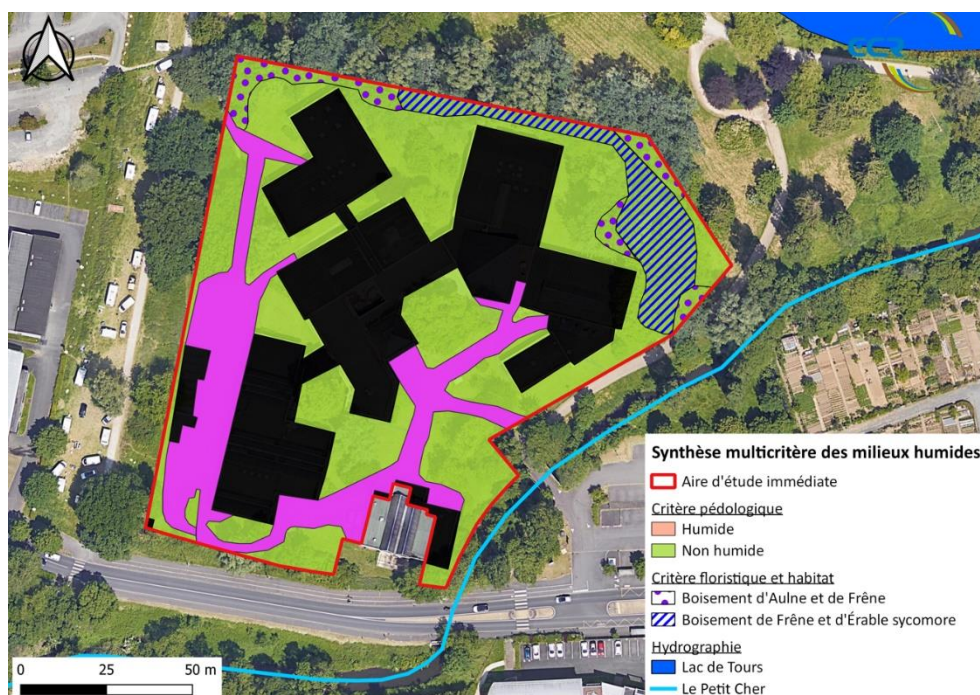 GCR
Synthèse multicritère des milieux humides
Aire d'étude immédiate
Critère pédologique
Humide
Non humide
Critère floristique et habitat
Boisement d'Aulne et de Frêne
Boisement de Frêne et d'Érable sycomore
Hydrographie
Lac de Tours
Le Petit Cher
0 25 50 m